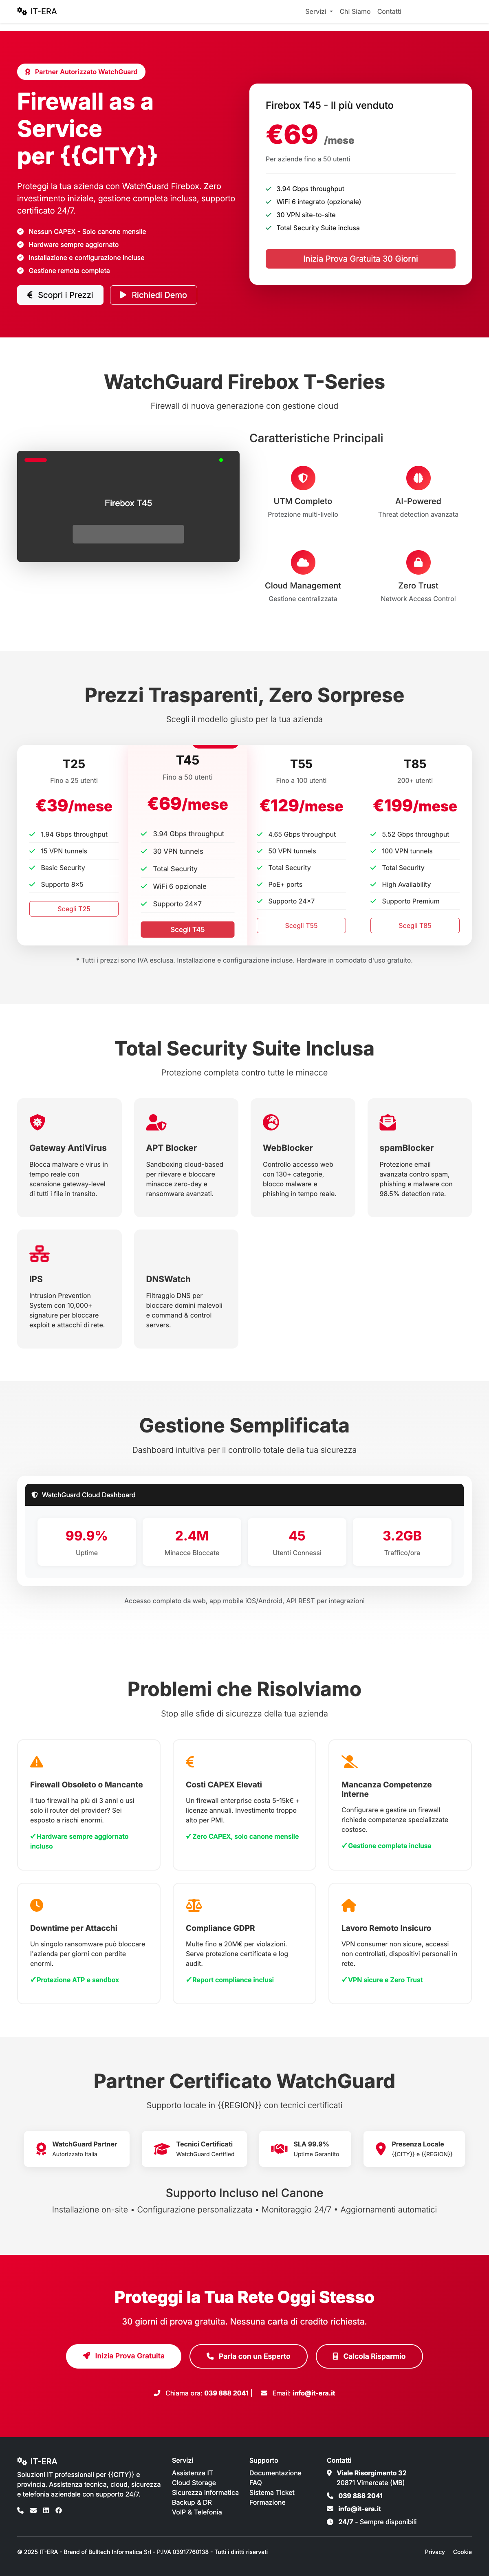 IT-ERA
Servizi
Chi Siamo
Contatti
Partner Autorizzato WatchGuard
Firewall as a
Service
per {{CITY}}
Proteggi la tua azienda con WatchGuard Firebox. Zero
investimento iniziale, gestione completa inclusa, supporto
certificato 24/7.
Nessun CAPEX - Solo canone mensile
Hardware sempre aggiornato
Installazione e configurazione incluse
Gestione remota completa
Scopri i Prezzi
Richiedi Demo
Firebox T45 - Il più venduto
€69 /mese
Per aziende fino a 50 utenti
3.94 Gbps throughput
WiFi 6 integrato (opzionale)
30 VPN site-to-site
Total Security Suite inclusa
Inizia Prova Gratuita 30 Giorni
WatchGuard Firebox T-Series
Firewall di nuova generazione con gestione cloud
Firebox T45
Caratteristiche Principali
UTM Completo
Protezione multi-livello
AI-Powered
Threat detection avanzata
Cloud Management
Gestione centralizzata
Zero Trust
Network Access Control
Prezzi Trasparenti, Zero Sorprese
Scegli il modello giusto per la tua azienda
T25
Fino a 25 utenti
€39/mese
1.94 Gbps throughput
15 VPN tunnels
Basic Security
Supporto 8x5
Scegli T25
T45
Fino a 50 utenti
€69/mese
3.94 Gbps throughput
30 VPN tunnels
Total Security
WiFi 6 opzionale
Supporto 24x7
Scegli T45
T55
Fino a 100 utenti
€129/mese
4.65 Gbps throughput
50 VPN tunnels
Total Security
PoE+ ports
Supporto 24x7
Scegli T55
T85
200+ utenti
€199/mese
5.52 Gbps throughput
100 VPN tunnels
Total Security
High Availability
Supporto Premium
Scegli T85
* Tutti i prezzi sono IVA esclusa. Installazione e configurazione incluse. Hardware in comodato d'uso gratuito.
Total Security Suite Inclusa
Protezione completa contro tutte le minacce
Gateway AntiVirus
Blocca malware e virus in
tempo reale con
scansione gateway-level
di tutti i file in transito.
APT Blocker
Sandboxing cloud-based
per rilevare e bloccare
minacce zero-day e
ransomware avanzati.
WebBlocker
Controllo accesso web
con 130+ categorie,
blocco malware e
phishing in tempo reale.
spamBlocker
Protezione email
avanzata contro spam,
phishing e malware con
98.5% detection rate.
IPS
Intrusion Prevention
System con 10,000+
signature per bloccare
exploit e attacchi di rete.
DNSWatch
Filtraggio DNS per
bloccare domini malevoli
e command & control
servers.
Gestione Semplificata
Dashboard intuitiva per il controllo totale della tua sicurezza
WatchGuard Cloud Dashboard
99.9%
Uptime
2.4M
Minacce Bloccate
45
Utenti Connessi
3.2GB
Traffico/ora
Accesso completo da web, app mobile iOS/Android, API REST per integrazioni
Problemi che Risolviamo
Stop alle sfide di sicurezza della tua azienda
Firewall Obsoleto o Mancante
Il tuo firewall ha più di 3 anni o usi
solo il router del provider? Sei
esposto a rischi enormi.
✓ Hardware sempre aggiornato
incluso
Costi CAPEX Elevati
Un firewall enterprise costa 5-15k€ +
licenze annuali. Investimento troppo
alto per PMI.
✓ Zero CAPEX, solo canone mensile
Mancanza Competenze
Interne
Configurare e gestire un firewall
richiede competenze specializzate
costose.
✓ Gestione completa inclusa
Downtime per Attacchi
Un singolo ransomware può bloccare
l'azienda per giorni con perdite
enormi.
✓ Protezione ATP e sandbox
Compliance GDPR
Multe fino a 20M€ per violazioni.
Serve protezione certificata e log
audit.
✓ Report compliance inclusi
Lavoro Remoto Insicuro
VPN consumer non sicure, accessi
non controllati, dispositivi personali in
rete.
✓ VPN sicure e Zero Trust
Partner Certificato WatchGuard
Supporto locale in {{REGION}} con tecnici certificati
WatchGuard Partner
Autorizzato Italia
Tecnici Certificati
WatchGuard Certified
SLA 99.9%
Uptime Garantito
Presenza Locale
{{CITY}} e {{REGION}}
Supporto Incluso nel Canone
Installazione on-site • Configurazione personalizzata • Monitoraggio 24/7 • Aggiornamenti automatici
Proteggi la Tua Rete Oggi Stesso
30 giorni di prova gratuita. Nessuna carta di credito richiesta.
Inizia Prova Gratuita
Parla con un Esperto
Calcola Risparmio
Chiama ora: 039 888 2041 | Email: info@it-era.it
IT-ERA
Soluzioni IT professionali per {{CITY}} e
provincia. Assistenza tecnica, cloud, sicurezza
e telefonia aziendale con supporto 24/7.
Servizi
Assistenza IT
Cloud Storage
Sicurezza Informatica
Backup & DR
VoIP & Telefonia
Supporto
Documentazione
FAQ
Sistema Ticket
Formazione
Contatti
Viale Risorgimento 32
20871 Vimercate (MB)
039 888 2041
info@it-era.it
24/7 - Sempre disponibili
© 2025 IT-ERA - Brand of Bulltech Informatica Srl - P.IVA 03917760138 - Tutti i diritti riservati
Privacy
Cookie